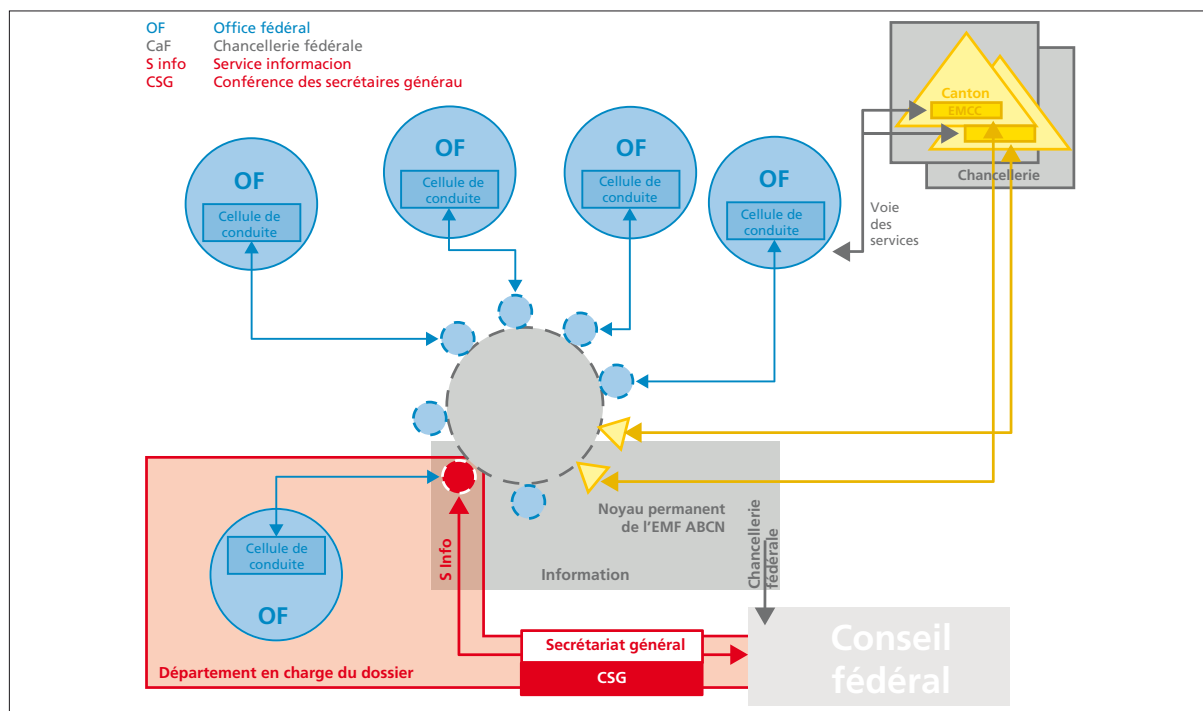 OF Office fédéral
CaF Chancellerie fédérale
S info Service informacion
CSG Conférence des secrétaires générau
OF
Cellule de
conduite
OF
Cellule de
conduite
OF
Cellule de
conduite
OF
Cellule de
conduite
Canton
EMCC
Chancellerie
Voie
des
services
Noyau permanent
de l'EMF ABCN
Chancellerie
fédérale
S Info
Information
Cellule de
conduite
OF
Département en charge du dossier
Secrétariat général
CSG
Conseil
fédéral